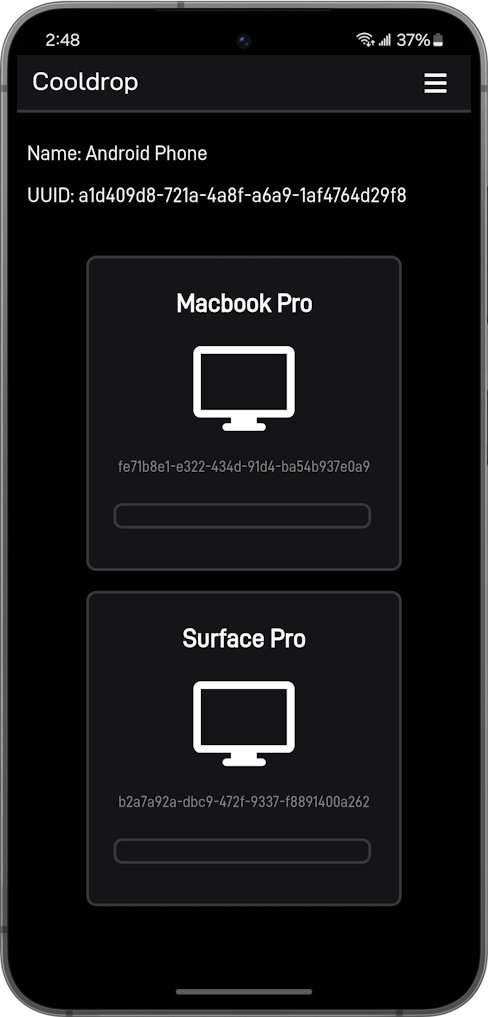 2:48
37%
Cooldrop
Name: Android Phone
UUID: a1d409d8-721a-4a8f-a6a9-1af4764d29f8
Macbook Pro
fe71b8e1-e322-434d-91d4-ba54b937e0a9
Surface Pro
b2a7a92a-dbc9-472f-9337-f8891400a262